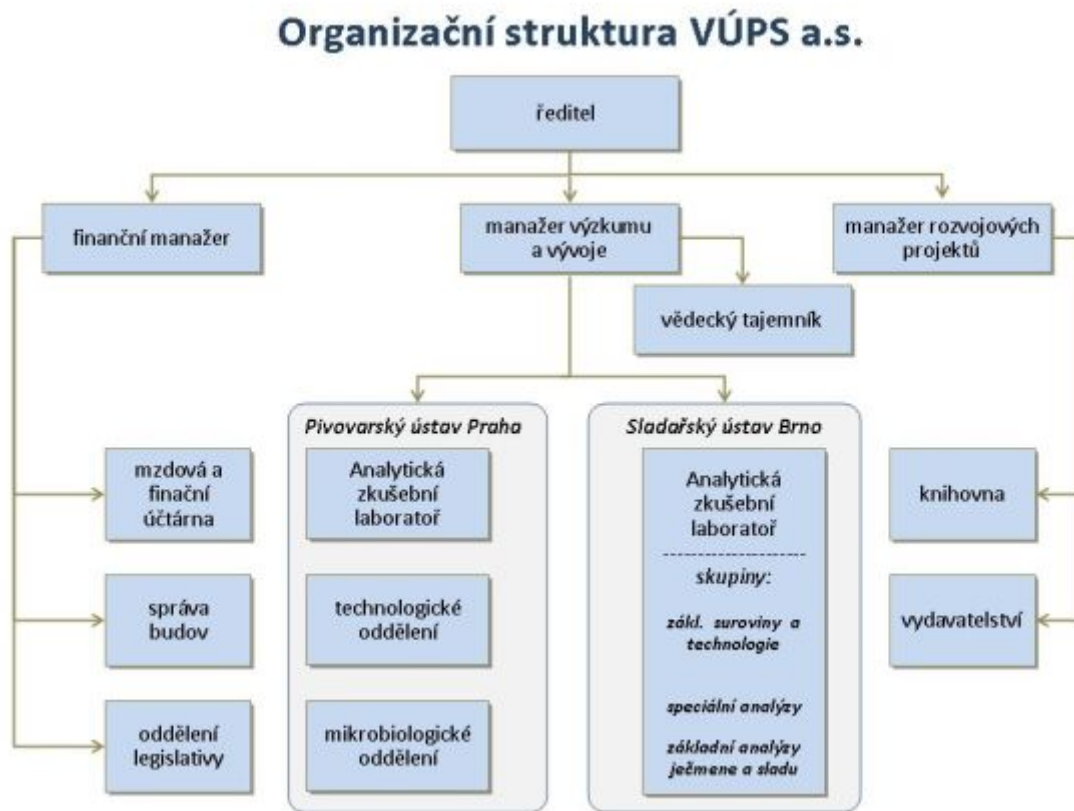 Organizační struktura VÚPS a.s.
ředitel
finanční manažer
manažer výzkumu
a vývoje
manažer rozvojových
projektů
vědecký tajemník
Pivovarský ústav Praha
Sladařský ústav Brno
mzdová a
finační
účtárna
Analytická
zkušební
laboratoř
Analytická
zkušební
laboratoř
knihovna
skupiny:
správa
budov
technologické
oddělení
zákl. suroviny a
technologie
vydavatelství
oddělení
legislativy
mikrobiologické
oddělení
speciální analýzy
základní analýzy
ječmene a sladu